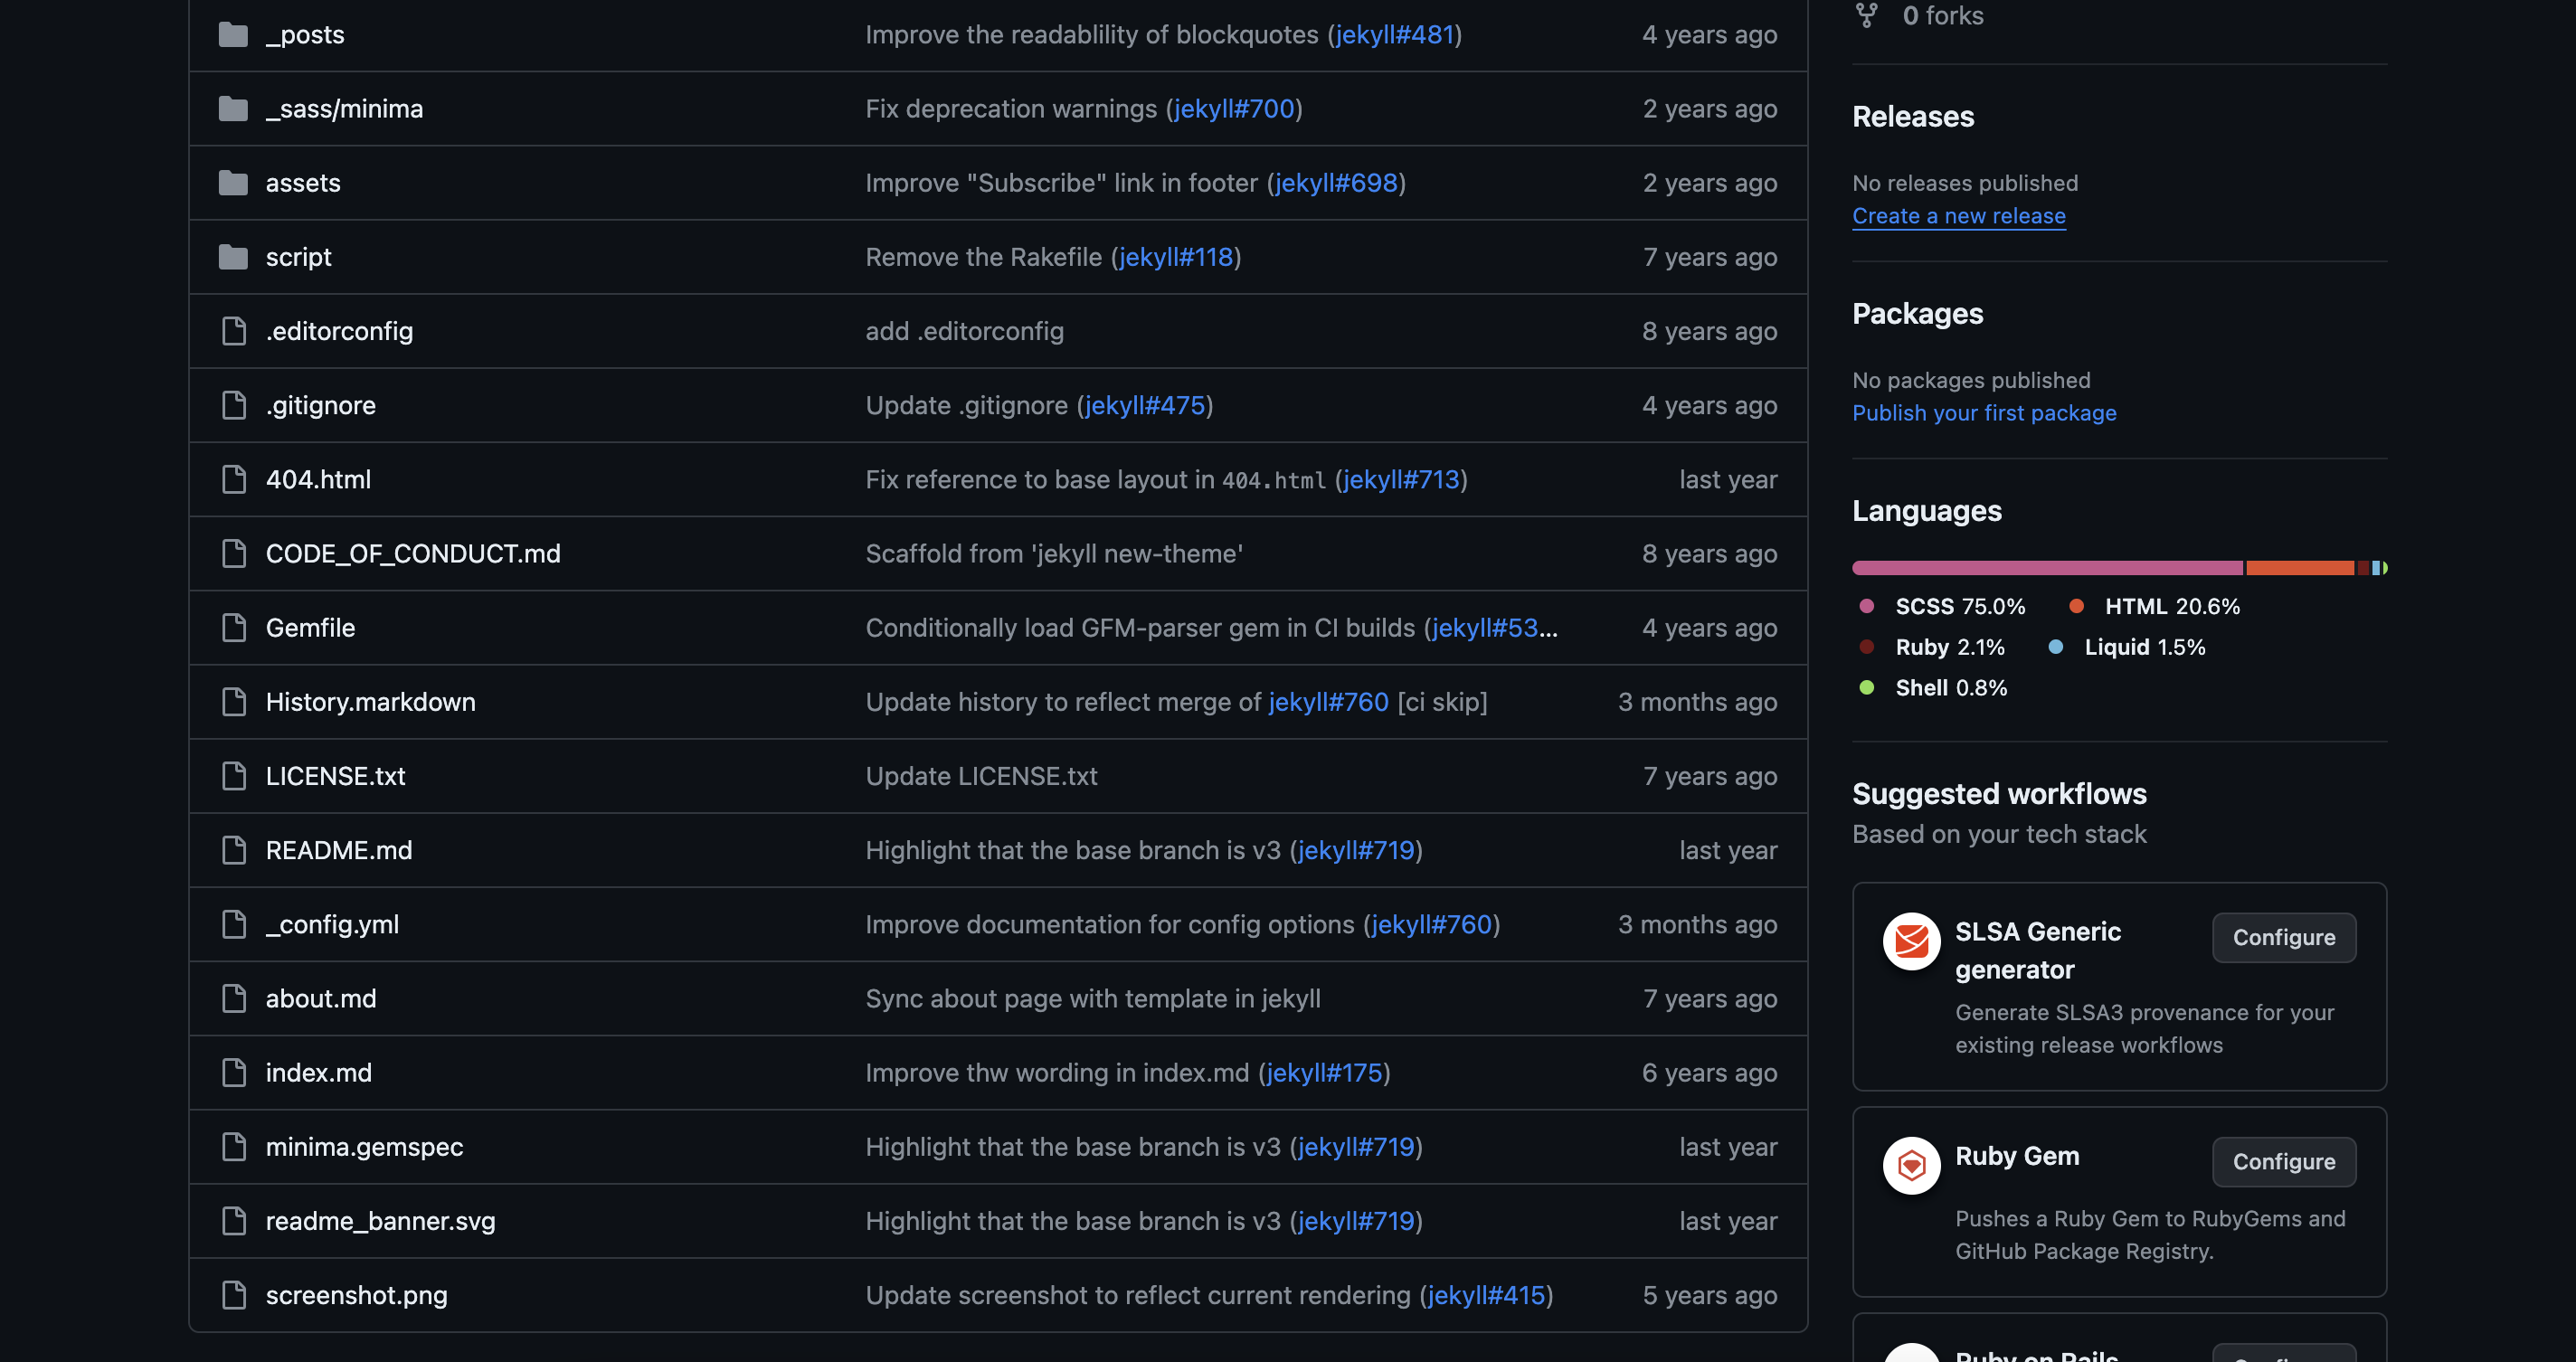 _posts Improve the readablility of blockquotes (jekyll#481) 4 years ago
_sass/minima Fix deprecation warnings (jekyll#700) 2 years ago
assets Improve "Subscribe" link in footer (jekyll#698) 2 years ago
script Remove the Rakefile (jekyll#118) 7 years ago
.editorconfig add .editorconfig 8 years ago
.gitignore Update .gitignore (jekyll#475) 4 years ago
404.html Fix reference to base layout in 404.html (jekyll#713) last year
CODE_OF_CONDUCT.md Scaffold from 'jekyll new-theme' 8 years ago
Gemfile Conditionally load GFM-parser gem in CI builds (jekyll#53... 4 years ago
History.markdown Update history to reflect merge of jekyll#760 [ci skip] 3 months ago
LICENSE.txt Update LICENSE.txt 7 years ago
README.md Highlight that the base branch is v3 (jekyll#719) last year
_config.yml Improve documentation for config options (jekyll#760) 3 months ago
about.md Sync about page with template in jekyll 7 years ago
index.md Improve thw wording in index.md (jekyll#175) 6 years ago
minima.gemspec Highlight that the base branch is v3 (jekyll#719) last year
readme_banner.svg Highlight that the base branch is v3 (jekyll#719) last year
screenshot.png Update screenshot to reflect current rendering (jekyll#415) 5 years ago
0 forks
Releases
No releases published
Create a new release
Packages
No packages published
Publish your first package
Languages
SCSS 75.0% HTML 20.6%
Ruby 2.1% Liquid 1.5%
Shell 0.8%
Suggested workflows
Based on your tech stack
SLSA Generic Configure
generator
Generate SLSA3 provenance for your
existing release workflows
Ruby Gem Configure
Pushes a Ruby Gem to RubyGems and
GitHub Package Registry.
Ruby on Rails